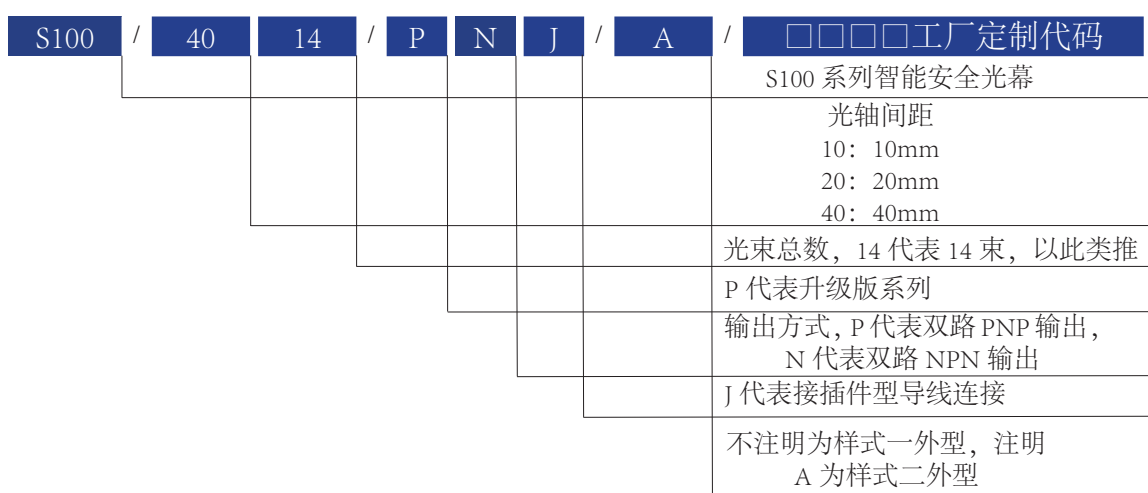 S100 / 40 14 / P N J / A / □□□□工厂定制代码
S100 系列智能安全光幕
光轴间距
10：10mm
20：20mm
40：40mm
光束总数，14 代表 14 束，以此类推
P 代表升级版系列
输出方式，P 代表双路 PNP 输出，
N 代表双路 NPN 输出
J 代表接插件型导线连接
不注明为样式一外型，注明
A 为样式二外型